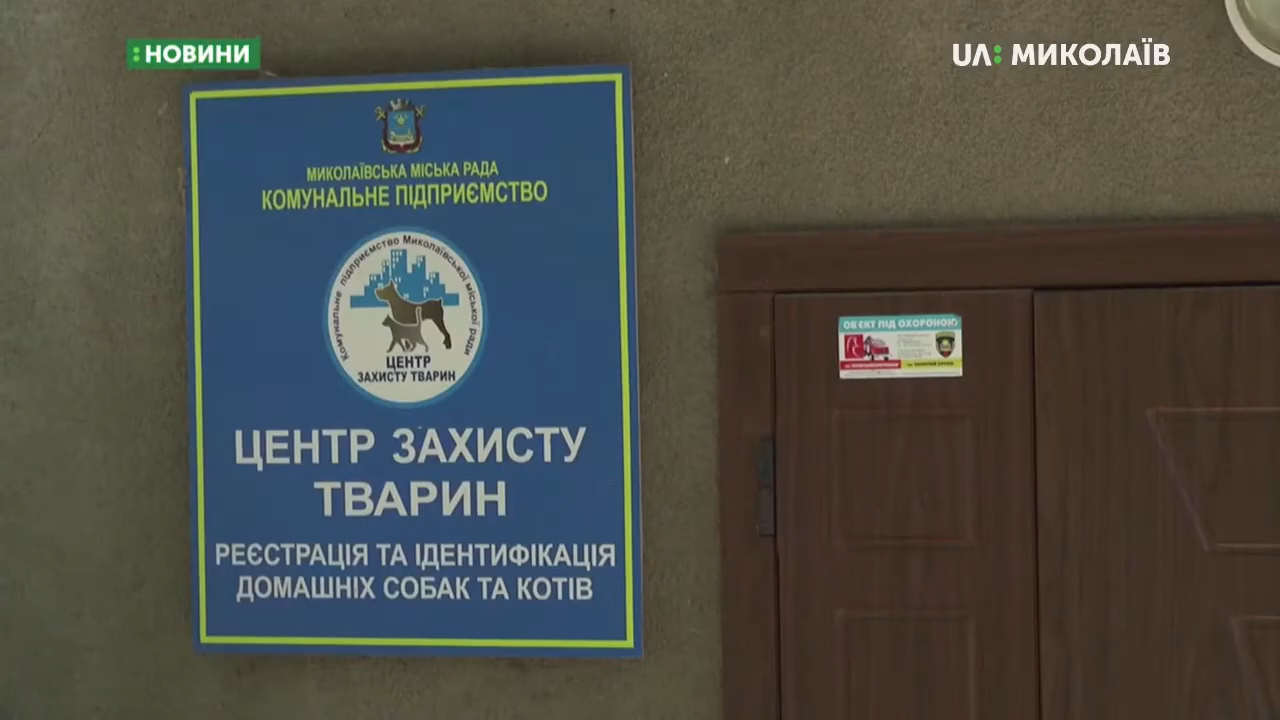 : НОВИНИ
UA: МИКОЛАЇВ
МИКОЛАЇВСЬКА МІСЬКА РАДА
КОМУНАЛЬНЕ ПІДПРИЄМСТВО
Комунальне підприємство Миколаївської міської ради
ЦЕНТР
ЗАХИСТУ ТВАРИН
ЦЕНТР ЗАХИСТУ
ТВАРИН
РЕЄСТРАЦІЯ ТА ІДЕНТИФІКАЦІЯ
ДОМАШНІХ СОБАК ТА КОТІВ
ОБ'ЄКТ ПІД ОХОРОНОЮ